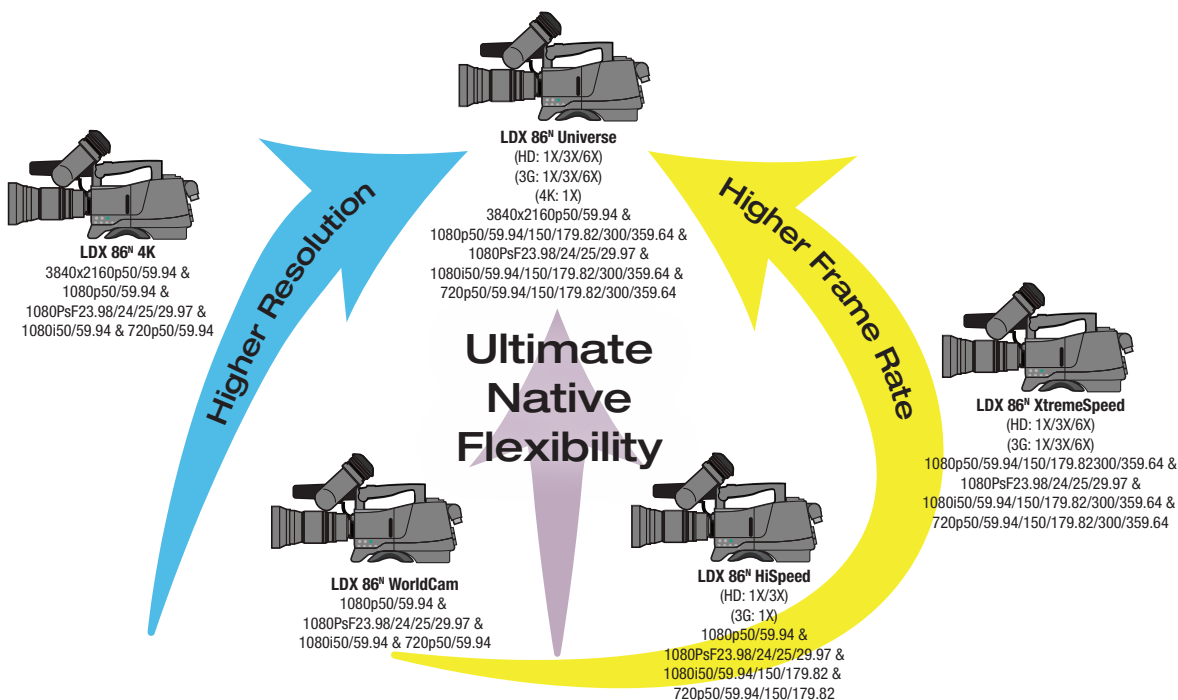 LDX 86ᴺ Universe
(HD: 1X/3X/6X)
(3G: 1X/3X/6X)
(4K: 1X)
3840x2160p50/59.94 &
1080p50/59.94/150/179.82/300/359.64 &
1080PsF23.98/24/25/29.97 &
1080i50/59.94/150/179.82/300/359.64 &
720p50/59.94/150/179.82/300/359.64
LDX 86ᴺ 4K
3840x2160p50/59.94 &
1080p50/59.94 &
1080PsF23.98/24/25/29.97 &
1080i50/59.94 & 720p50/59.94
Higher Resolution
Higher Frame Rate
Ultimate
Native
Flexibility
LDX 86ᴺ XtremeSpeed
(HD: 1X/3X/6X)
(3G: 1X/3X/6X)
1080p50/59.94/150/179.82300/359.64 &
1080PsF23.98/24/25/29.97 &
1080i50/59.94/150/179.82/300/359.64 &
720p50/59.94/150/179.82/300/359.64
LDX 86ᴺ WorldCam
1080p50/59.94 &
1080PsF23.98/24/25/29.97 &
1080i50/59.94 & 720p50/59.94
LDX 86ᴺ HiSpeed
(HD: 1X/3X)
(3G: 1X)
1080p50/59.94 &
1080PsF23.98/24/25/29.97 &
1080i50/59.94/150/179.82 &
720p50/59.94/150/179.82